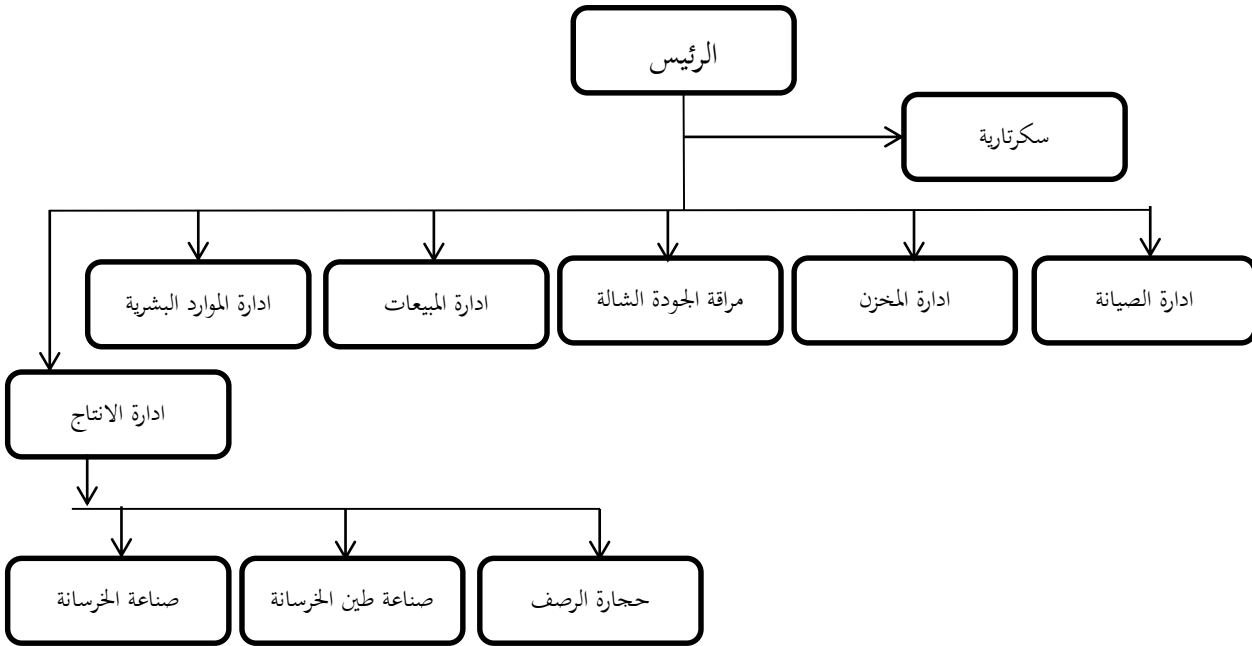 الرئيس
سكرتارية
ادارة الصيانة
ادارة المخزن
مراقة الجودة الشالة
ادارة المبيعات
ادارة الموارد البشرية
ادارة الانتاج
حجارة الرصف
صناعة طين الخرسانة
صناعة الخرسانة